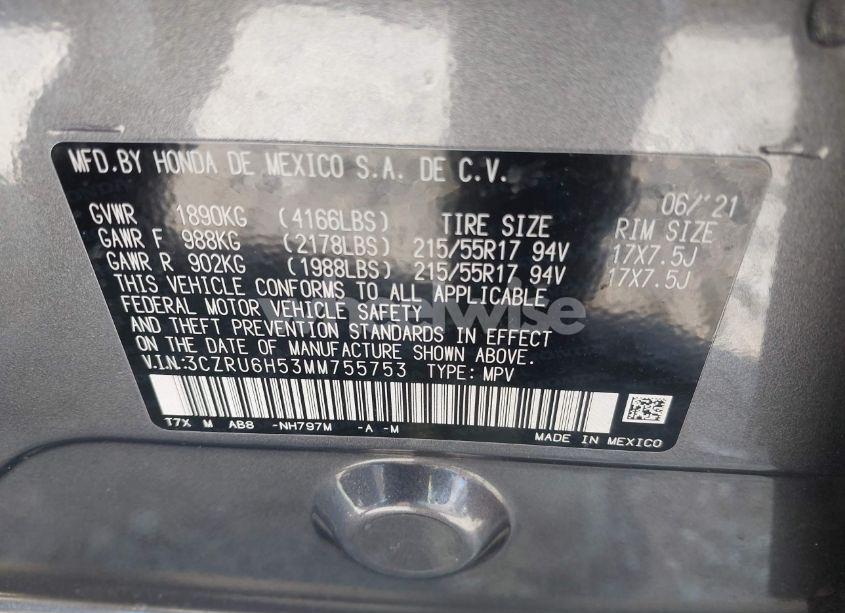 MFD.BY HONDA DE MEXICO S.A. DE C.V.
06/'21
GVWR 1890KG (4166LBS) TIRE SIZE RIM SIZE
GAWR F 988KG (2178LBS) 215/55R17 94V 17X7.5J
GAWR R 902KG (1988LBS) 215/55R17 94V 17X7.5J
THIS VEHICLE CONFORMS TO ALL APPLICABLE
FEDERAL MOTOR VEHICLE SAFETY
AND THEFT PREVENTION STANDARDS IN EFFECT
ON THE DATE OF MANUFACTURE SHOWN ABOVE.
V.I.N:3CZRU6H53MM755753 TYPE: MPV
T7X M AB8 -NH797M -A -M
MADE IN MEXICO